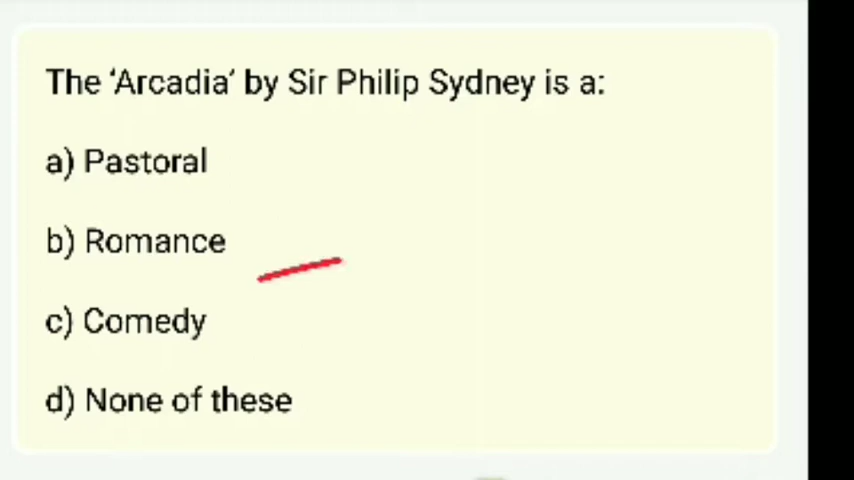 The ‘Arcadia’ by Sir Philip Sydney is a:
a) Pastoral
b) Romance
c) Comedy
d) None of these